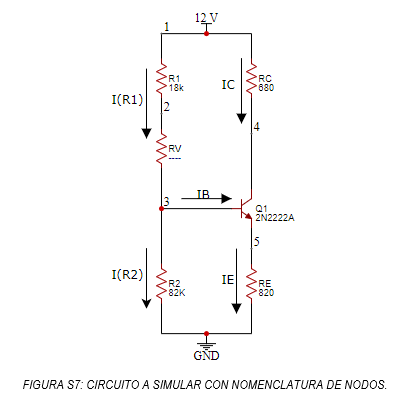 12 V
1
R1
18k
RC
680
I(R1)
IC
2
4
RV
----
3
IB
Q1
2N2222A
5
I(R2)
R2
82K
IE
RE
820
GND
FIGURA S7: CIRCUITO A SIMULAR CON NOMENCLATURA DE NODOS.